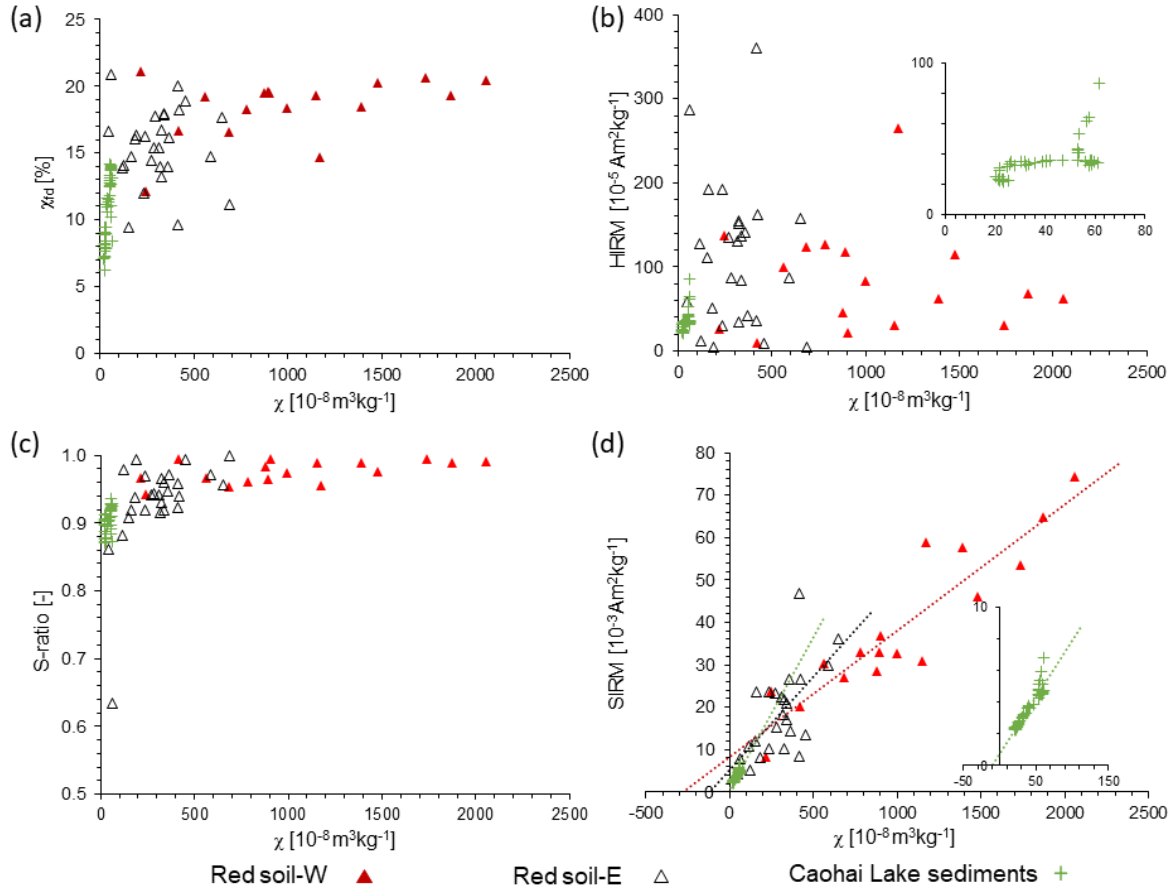 (a)
25
20
15
10
5
0
χfd [%]
0 500 1000 1500 2000 2500
χ [10⁻⁸ m³kg⁻¹]
(b)
400
300
200
100
0
HIRM [10⁻⁵ Am²kg⁻¹]
0 500 1000 1500 2000 2500
χ [10⁻⁸ m³kg⁻¹]
100
0
0 20 40 60 80
(c)
1.0
0.9
0.8
0.7
0.6
0.5
S-ratio [-]
0 500 1000 1500 2000 2500
χ [10⁻⁸ m³kg⁻¹]
(d)
80
70
60
50
40
30
20
10
0
SIRM [10⁻³Am²kg⁻¹]
-500 0 500 1000 1500 2000 2500
χ [10⁻⁸ m³kg⁻¹]
10
0
-50 50 150
Red soil-W Red soil-E Caohai Lake sediments